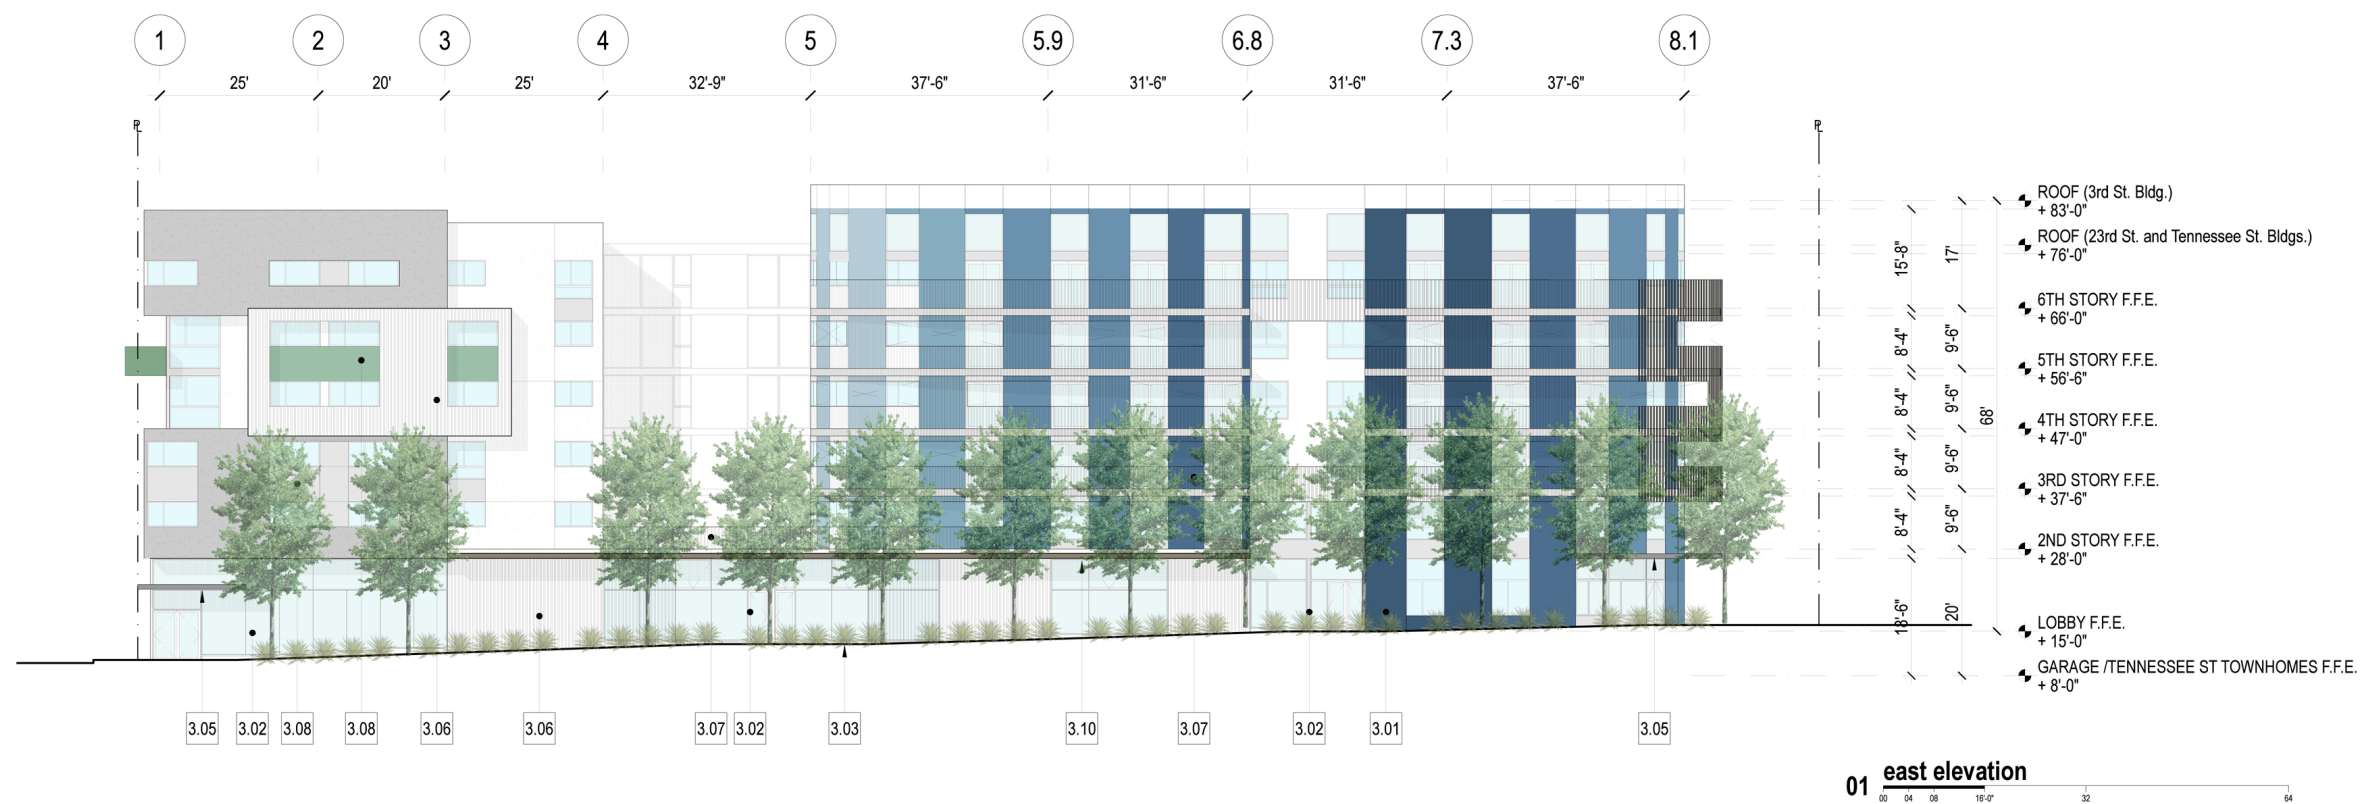 1 2 3 4 5 5.9 6.8 7.3 8.1
25' 20' 25' 32'-9" 37'-6" 31'-6" 31'-6" 37'-6"
PL PL
ROOF (3rd St. Bldg.)
+ 83'-0"
ROOF (23rd St. and Tennessee St. Bldgs.)
+ 76'-0"
6TH STORY F.F.E.
+ 66'-0"
5TH STORY F.F.E.
+ 56'-6"
4TH STORY F.F.E.
+ 47'-0"
3RD STORY F.F.E.
+ 37'-6"
2ND STORY F.F.E.
+ 28'-0"
LOBBY F.F.E.
+ 15'-0"
GARAGE /TENNESSEE ST TOWNHOMES F.F.E.
+ 8'-0"
15'-8"
8'-4"
8'-4"
8'-4"
8'-4"
18'-6"
17'
9'-6"
9'-6"
9'-6"
9'-6"
20'
68'
3.05 3.02 3.08 3.08 3.06 3.06 3.07 3.02 3.03 3.10 3.07 3.02 3.01 3.05
01 east elevation
00 04 08 16'-0" 32 64